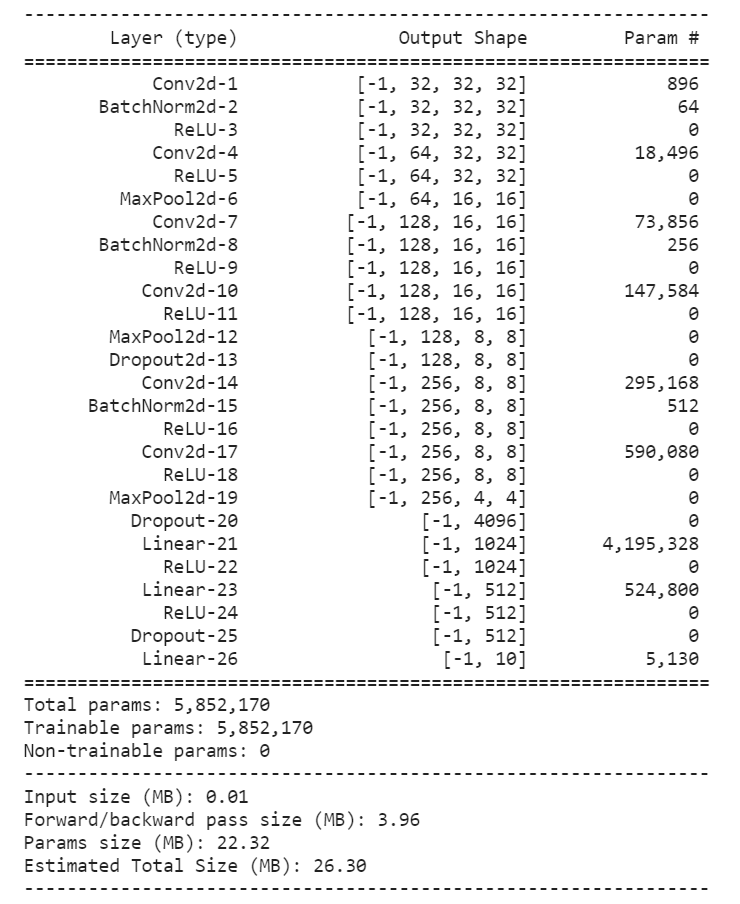 ----------------------------------------------------------------
Layer (type) Output Shape Param #
================================================================
Conv2d-1 [-1, 32, 32, 32] 896
BatchNorm2d-2 [-1, 32, 32, 32] 64
ReLU-3 [-1, 32, 32, 32] 0
Conv2d-4 [-1, 64, 32, 32] 18,496
ReLU-5 [-1, 64, 32, 32] 0
MaxPool2d-6 [-1, 64, 16, 16] 0
Conv2d-7 [-1, 128, 16, 16] 73,856
BatchNorm2d-8 [-1, 128, 16, 16] 256
ReLU-9 [-1, 128, 16, 16] 0
Conv2d-10 [-1, 128, 16, 16] 147,584
ReLU-11 [-1, 128, 16, 16] 0
MaxPool2d-12 [-1, 128, 8, 8] 0
Dropout2d-13 [-1, 128, 8, 8] 0
Conv2d-14 [-1, 256, 8, 8] 295,168
BatchNorm2d-15 [-1, 256, 8, 8] 512
ReLU-16 [-1, 256, 8, 8] 0
Conv2d-17 [-1, 256, 8, 8] 590,080
ReLU-18 [-1, 256, 8, 8] 0
MaxPool2d-19 [-1, 256, 4, 4] 0
Dropout-20 [-1, 4096] 0
Linear-21 [-1, 1024] 4,195,328
ReLU-22 [-1, 1024] 0
Linear-23 [-1, 512] 524,800
ReLU-24 [-1, 512] 0
Dropout-25 [-1, 512] 0
Linear-26 [-1, 10] 5,130
================================================================
Total params: 5,852,170
Trainable params: 5,852,170
Non-trainable params: 0
----------------------------------------------------------------
Input size (MB): 0.01
Forward/backward pass size (MB): 3.96
Params size (MB): 22.32
Estimated Total Size (MB): 26.30
----------------------------------------------------------------